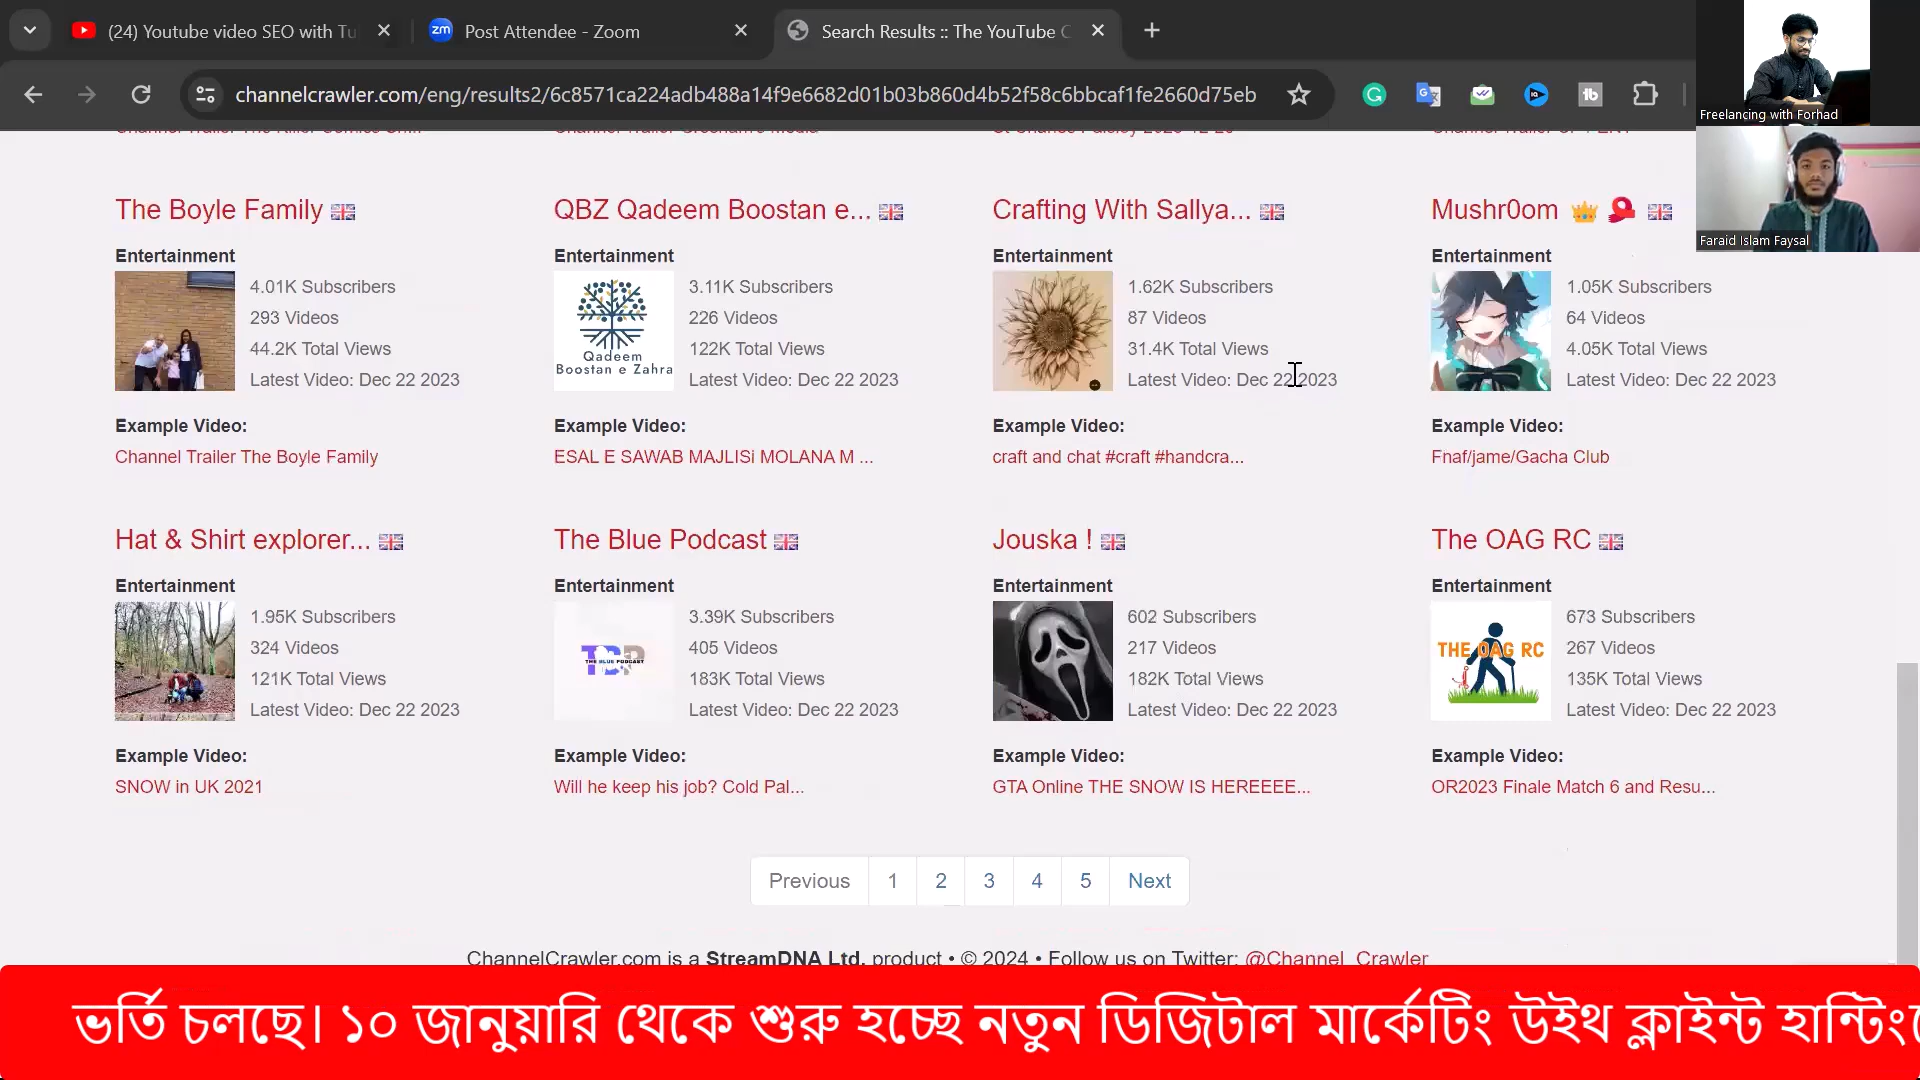 (24) Youtube video SEO with Tu
Post Attendee - Zoom
Search Results :: The YouTube C
channelcrawler.com/eng/results2/6c8571ca224adb488a14f9e6682d01b03b860d4b52f58c6bbcaf1fe2660d75eb
Freelancing with Forhad
Faraid Islam Faysal
The Boyle Family
Entertainment
4.01K Subscribers
293 Videos
44.2K Total Views
Latest Video: Dec 22 2023
Example Video:
Channel Trailer The Boyle Family
QBZ Qadeem Boostan e...
Entertainment
Qadeem
Boostan e Zahra
3.11K Subscribers
226 Videos
122K Total Views
Latest Video: Dec 22 2023
Example Video:
ESAL E SAWAB MAJLISi MOLANA M ...
Crafting With Sallya...
Entertainment
1.62K Subscribers
87 Videos
31.4K Total Views
Latest Video: Dec 22 2023
Example Video:
craft and chat #craft #handcra...
Mushr0om
Entertainment
1.05K Subscribers
64 Videos
4.05K Total Views
Latest Video: Dec 22 2023
Example Video:
Fnaf/jame/Gacha Club
Hat & Shirt explorer...
Entertainment
1.95K Subscribers
324 Videos
121K Total Views
Latest Video: Dec 22 2023
Example Video:
SNOW in UK 2021
The Blue Podcast
Entertainment
THE BLUE PODCAST
3.39K Subscribers
405 Videos
183K Total Views
Latest Video: Dec 22 2023
Example Video:
Will he keep his job? Cold Pal...
Jouska !
Entertainment
602 Subscribers
217 Videos
182K Total Views
Latest Video: Dec 22 2023
Example Video:
GTA Online THE SNOW IS HEREEEE...
The OAG RC
Entertainment
THE OAG RC
673 Subscribers
267 Videos
135K Total Views
Latest Video: Dec 22 2023
Example Video:
OR2023 Finale Match 6 and Resu...
Previous 1 2 3 4 5 Next
ChannelCrawler.com is a StreamDNA Ltd. product • © 2024 • Follow us on Twitter: @Channel_Crawler
ভর্তি চলছে। ১০ জানুয়ারি থেকে শুরু হচ্ছে নতুন ডিজিটাল মার্কেটিং উইথ ক্লাইন্ট হান্টিং